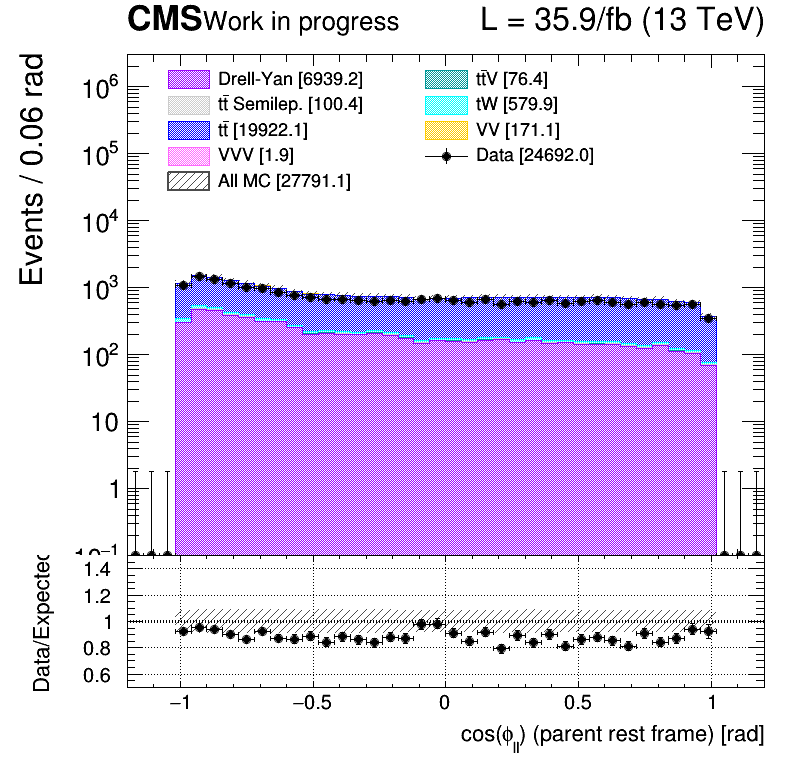 CMS Work in progress L = 35.9/fb (13 TeV)
Events / 0.06 rad
Drell-Yan [6939.2]
tt̄ Semilep. [100.4]
tt̄ [19922.1]
VVV [1.9]
All MC [27791.1]
tt̄V [76.4]
tW [579.9]
VV [171.1]
Data [24692.0]
10⁶
10⁵
10⁴
10³
10²
10
1
10⁻¹
Data/Expected
1.4
1.2
1
0.8
0.6
−1 −0.5 0 0.5 1
cos(ϕ_ll) (parent rest frame) [rad]